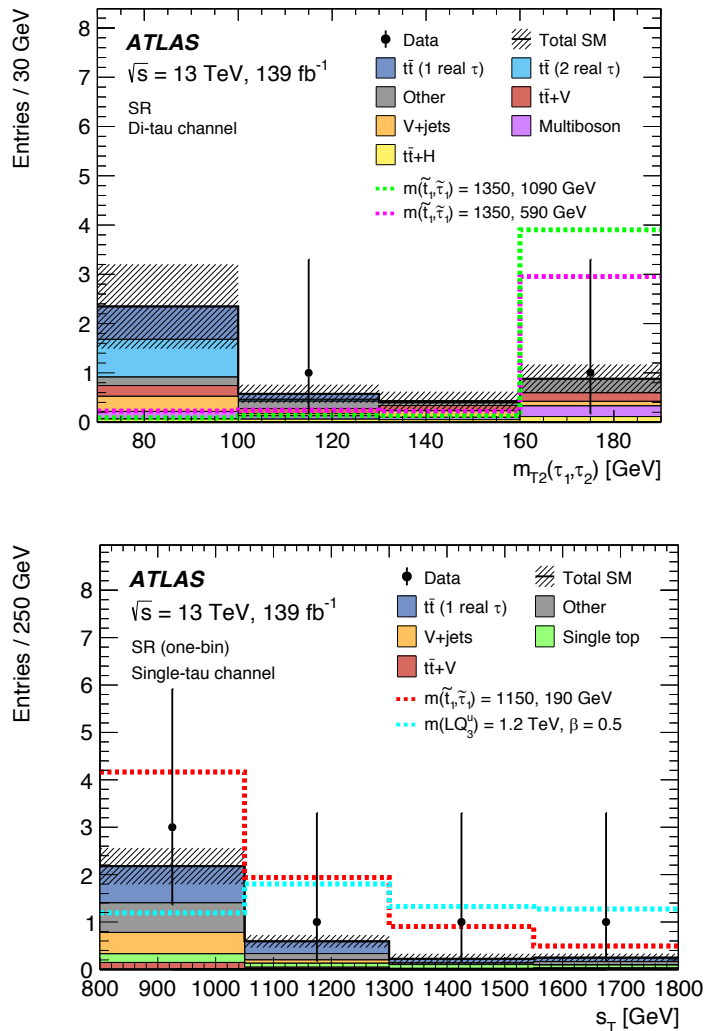 Entries / 30 GeV
8
7
6
5
4
3
2
1
0
ATLAS
√s = 13 TeV, 139 fb⁻¹
SR
Di-tau channel
Data
Total SM
tt̄ (1 real τ)
tt̄ (2 real τ)
Other
tt̄+V
V+jets
Multiboson
tt̄+H
m(t̃₁,τ̃₁) = 1350, 1090 GeV
m(t̃₁,τ̃₁) = 1350, 590 GeV
80 100 120 140 160 180
m_T2(τ₁,τ₂) [GeV]
Entries / 250 GeV
8
7
6
5
4
3
2
1
0
ATLAS
√s = 13 TeV, 139 fb⁻¹
SR (one-bin)
Single-tau channel
Data
Total SM
tt̄ (1 real τ)
Other
V+jets
Single top
tt̄+V
m(t̃₁,τ̃₁) = 1150, 190 GeV
m(LQ₃ᵘ) = 1.2 TeV, β = 0.5
800 900 1000 1100 1200 1300 1400 1500 1600 1700 1800
s_T [GeV]